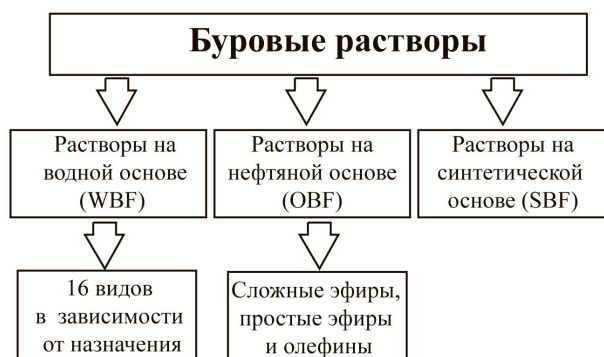 Буровые растворы
Растворы на
водной основе
(WBF)
Растворы на
нефтяной основе
(OBF)
Растворы на
синтетической
основе (SBF)
16 видов
в зависимости
от назначения
Сложные эфиры,
простые эфиры
и олефины